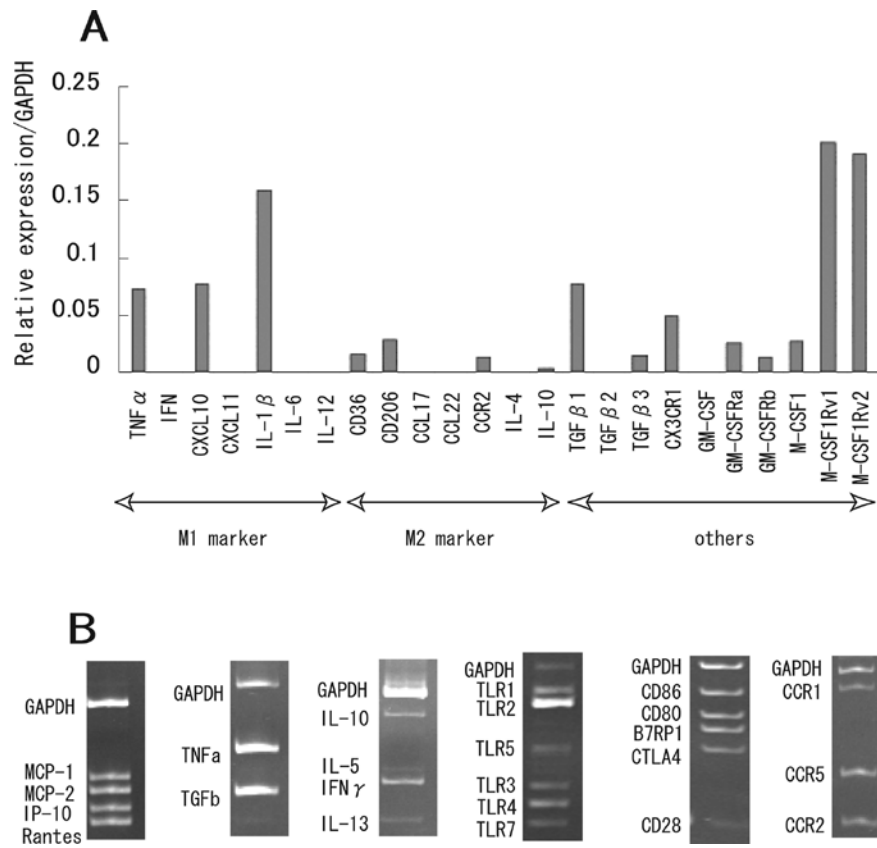 A
Relative expression/GAPDH
0.25
0.2
0.15
0.1
0.05
0
TNFα
IFN
CXCL10
CXCL11
IL-1β
IL-6
IL-12
CD36
CD206
CCL17
CCL22
CCR2
IL-4
IL-10
TGFβ1
TGFβ2
TGFβ3
CX3CR1
GM-CSF
GM-CSFRa
GM-CSFRb
M-CSF1
M-CSF1Rv1
M-CSF1Rv2
M1 marker
M2 marker
others
B
GAPDH
MCP-1
MCP-2
IP-10
Rantes
GAPDH
TNFa
TGFb
GAPDH
IL-10
IL-5
IFNγ
IL-13
GAPDH
TLR1
TLR2
TLR5
TLR3
TLR4
TLR7
GAPDH
CD86
CD80
B7RP1
CTLA4
CD28
GAPDH
CCR1
CCR5
CCR2